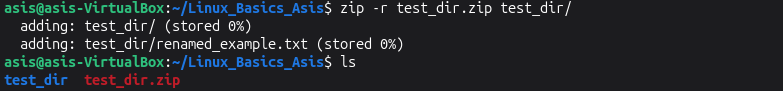 asis@asis-VirtualBox:~/Linux_Basics_Asis$ zip -r test_dir.zip test_dir/
  adding: test_dir/ (stored 0%)
  adding: test_dir/renamed_example.txt (stored 0%)
asis@asis-VirtualBox:~/Linux_Basics_Asis$ ls
test_dir  test_dir.zip